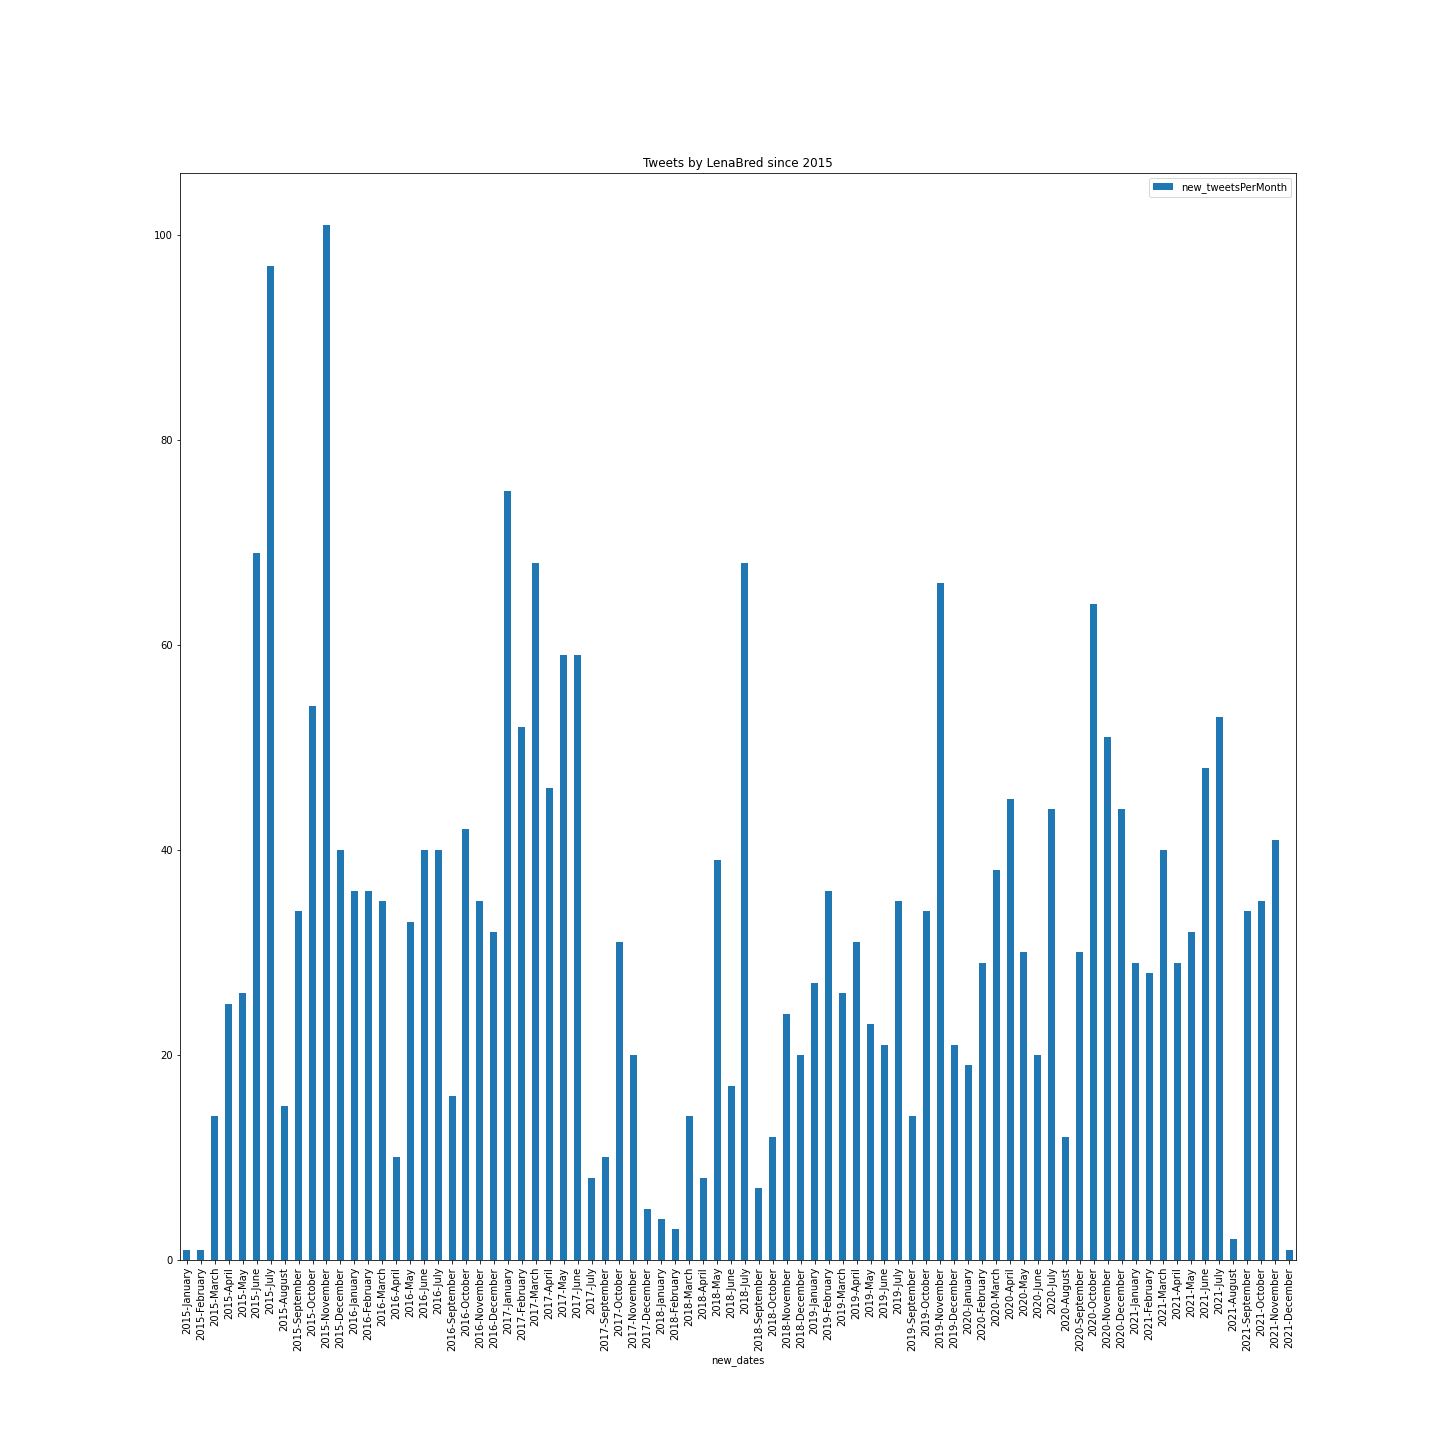 Tweets by LenaBred since 2015
new_tweetsPerMonth
100
80
60
40
20
0
2015-January
2015-February
2015-March
2015-April
2015-May
2015-June
2015-July
2015-August
2015-September
2015-October
2015-November
2015-December
2016-January
2016-February
2016-March
2016-April
2016-May
2016-June
2016-July
2016-September
2016-October
2016-November
2016-December
2017-January
2017-February
2017-March
2017-April
2017-May
2017-June
2017-July
2017-September
2017-October
2017-November
2017-December
2018-January
2018-February
2018-March
2018-April
2018-May
2018-June
2018-July
2018-September
2018-October
2018-November
2018-December
2019-January
2019-February
2019-March
2019-April
2019-May
2019-June
2019-July
2019-September
2019-October
2019-November
2019-December
2020-January
2020-February
2020-March
2020-April
2020-May
2020-June
2020-July
2020-August
2020-September
2020-October
2020-November
2020-December
2021-January
2021-February
2021-March
2021-April
2021-May
2021-June
2021-July
2021-August
2021-September
2021-October
2021-November
2021-December
new_dates